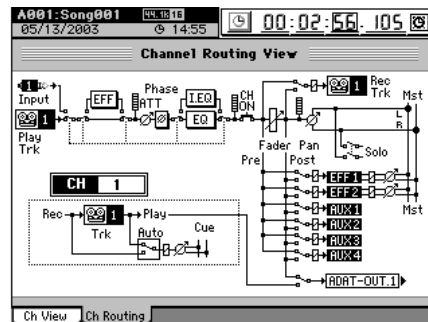 A001:Song001 44.1k16
05/13/2003 14:55
00:02:56.105
Channel Routing View
1
Input
EFF
Phase
ATT
I.EQ
EQ
CH
ON
1
Rec
Trk
Mst
L
R
1
Play
Trk
Fader
Pan
Solo
Pre
Post
CH 1
EFF1
EFF2
Mst
AUX1
AUX2
AUX3
AUX4
Rec
1
Play
Trk
Auto
Cue
ADAT-OUT.1
Ch View
Ch Routing